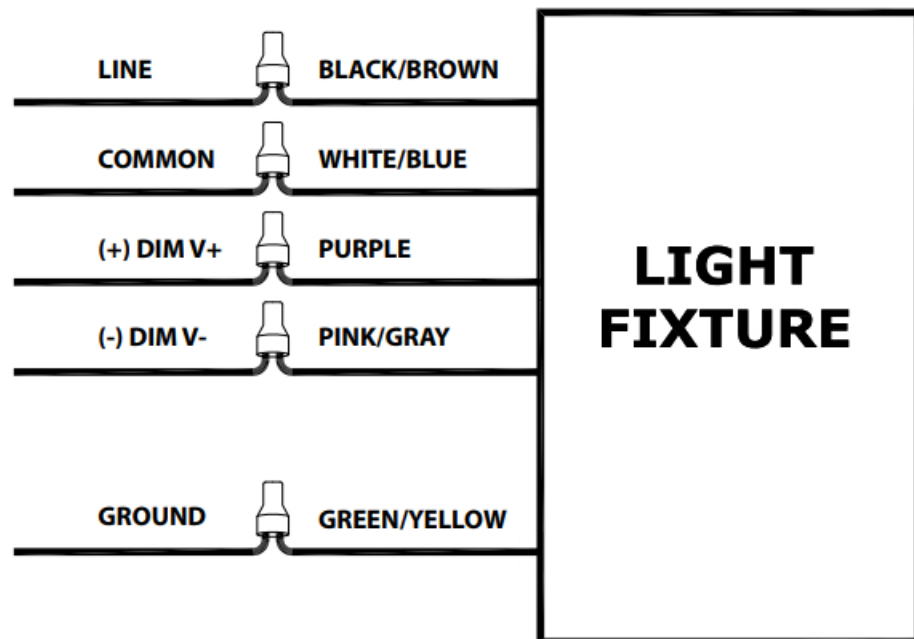 LINE BLACK/BROWN
COMMON WHITE/BLUE
(+) DIM V+ PURPLE
(-) DIM V- PINK/GRAY
GROUND GREEN/YELLOW
LIGHT
FIXTURE